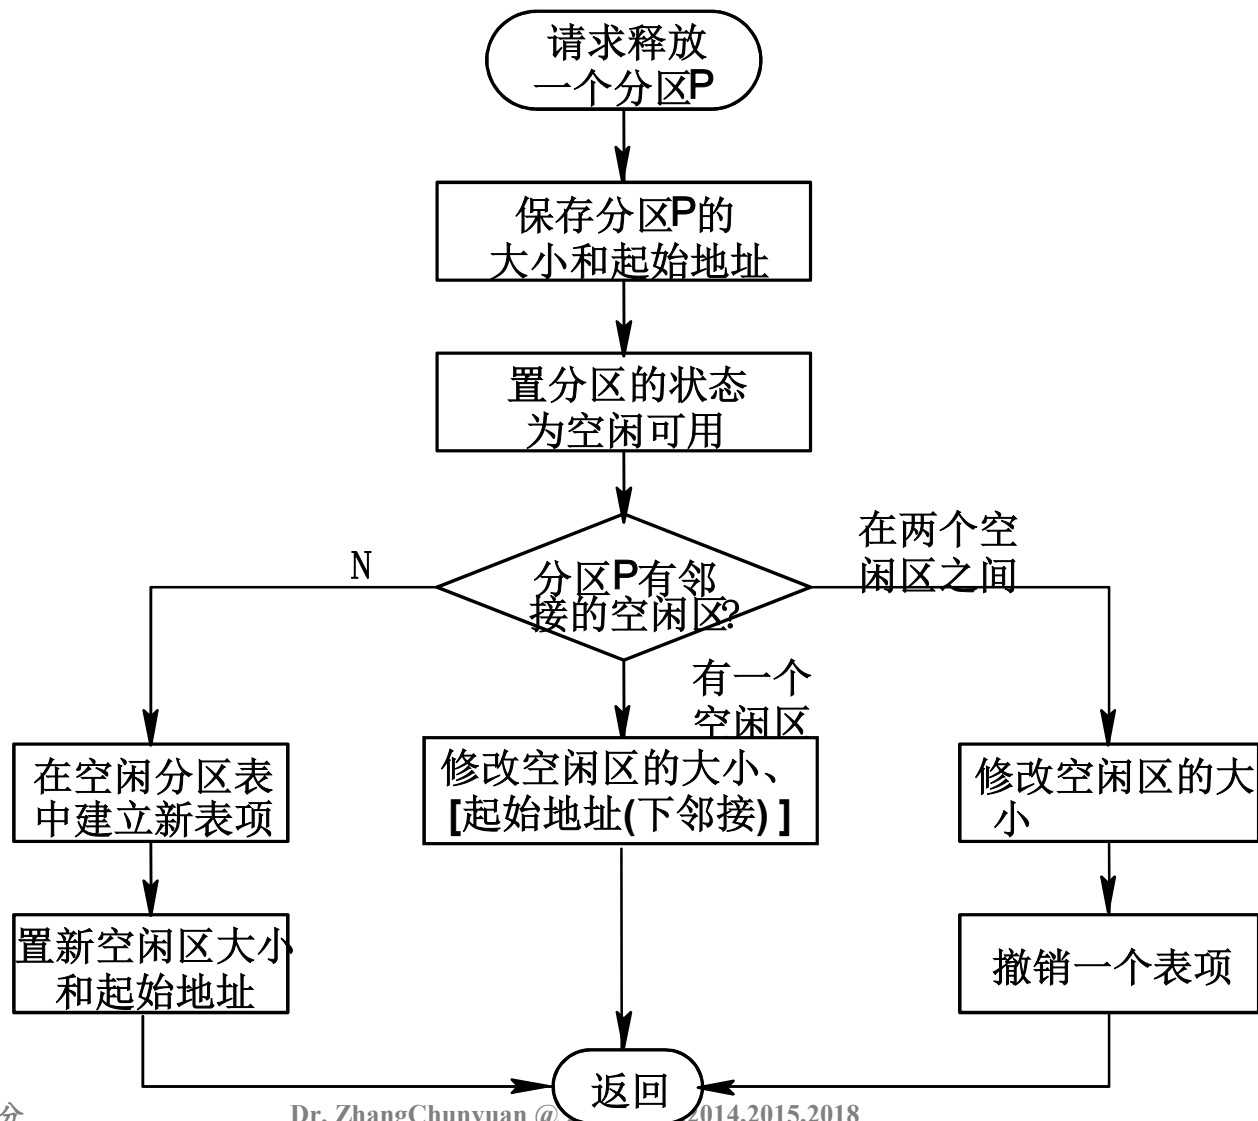 请求释放
一个分区P
保存分区P的
大小和起始地址
置分区的状态
为空闲可用
分区P有邻
接的空闲区?
N
在两个空
闲区之间
有一个
空闲区
在空闲分区表
中建立新表项
修改空闲区的大小、
[起始地址(下邻接) ]
修改空闲区的大
小
置新空闲区大小
和起始地址
撤销一个表项
返回
分
Dr. ZhangChunyuan @ 2014,2015,2018